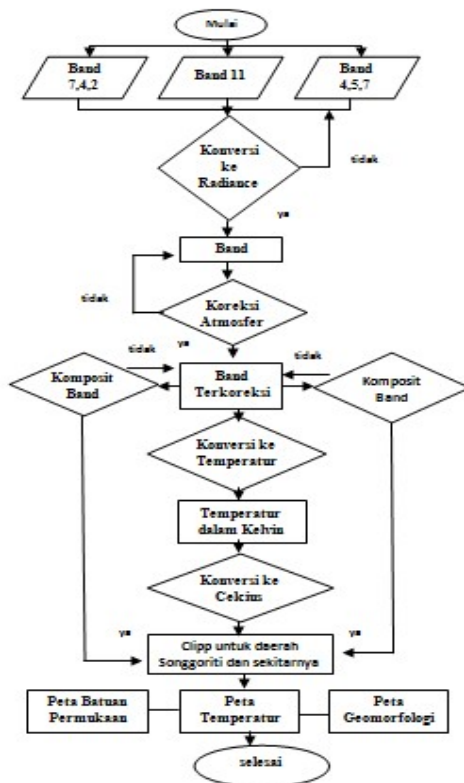 Mulai
Band
7,4,2
Band 11
Band
4,5,7
Konversi
ke
Radiance
tidak
ya
Band
tidak
Koreksi
Atmosfer
ya
tidak
tidak
Komposit
Band
Band
Terkoreksi
Komposit
Band
Konversi ke
Temperatur
Temperatur
dalam Kelvin
Konversi ke
Celcius
ya
ya
Clipp untuk daerah
Songgoriti dan sekitarnya
Peta Batuan
Permukaan
Peta
Temperatur
Peta
Geomorfologi
selesai